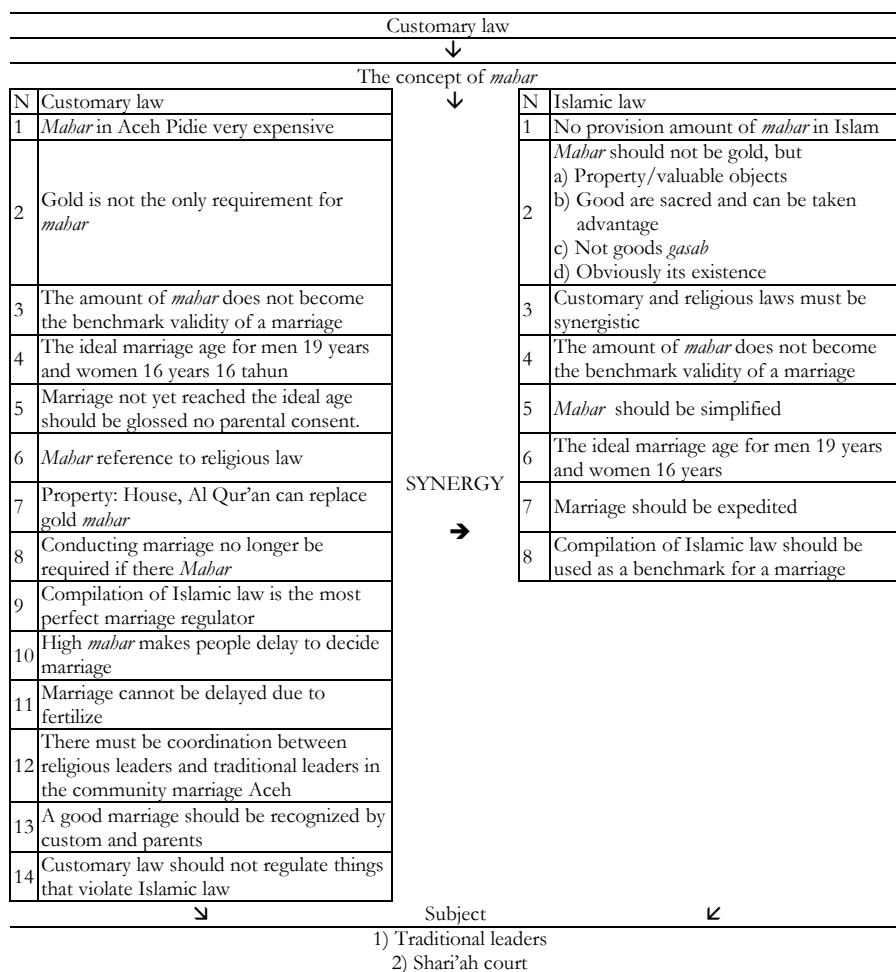 Customary law
↓
The concept of mahar
↓
N Customary law
1 Mahar in Aceh Pidie very expensive
2 Gold is not the only requirement for
mahar
3 The amount of mahar does not become
the benchmark validity of a marriage
4 The ideal marriage age for men 19 years
and women 16 years 16 tahun
5 Marriage not yet reached the ideal age
should be glossed no parental consent.
6 Mahar reference to religious law
7 Property: House, Al Qur’an can replace
gold mahar
8 Conducting marriage no longer be
required if there Mahar
9 Compilation of Islamic law is the most
perfect marriage regulator
10 High mahar makes people delay to decide
marriage
11 Marriage cannot be delayed due to
fertilize
12 There must be coordination between
religious leaders and traditional leaders in
the community marriage Aceh
13 A good marriage should be recognized by
custom and parents
14 Customary law should not regulate things
that violate Islamic law
SYNERGY
➔
N Islamic law
1 No provision amount of mahar in Islam
2 Mahar should not be gold, but
a) Property/valuable objects
b) Good are sacred and can be taken
advantage
c) Not goods gasab
d) Obviously its existence
3 Customary and religious laws must be
synergistic
4 The amount of mahar does not become
the benchmark validity of a marriage
5 Mahar should be simplified
6 The ideal marriage age for men 19 years
and women 16 years
7 Marriage should be expedited
8 Compilation of Islamic law should be
used as a benchmark for a marriage
↘ Subject ↙
1) Traditional leaders
2) Shari’ah court